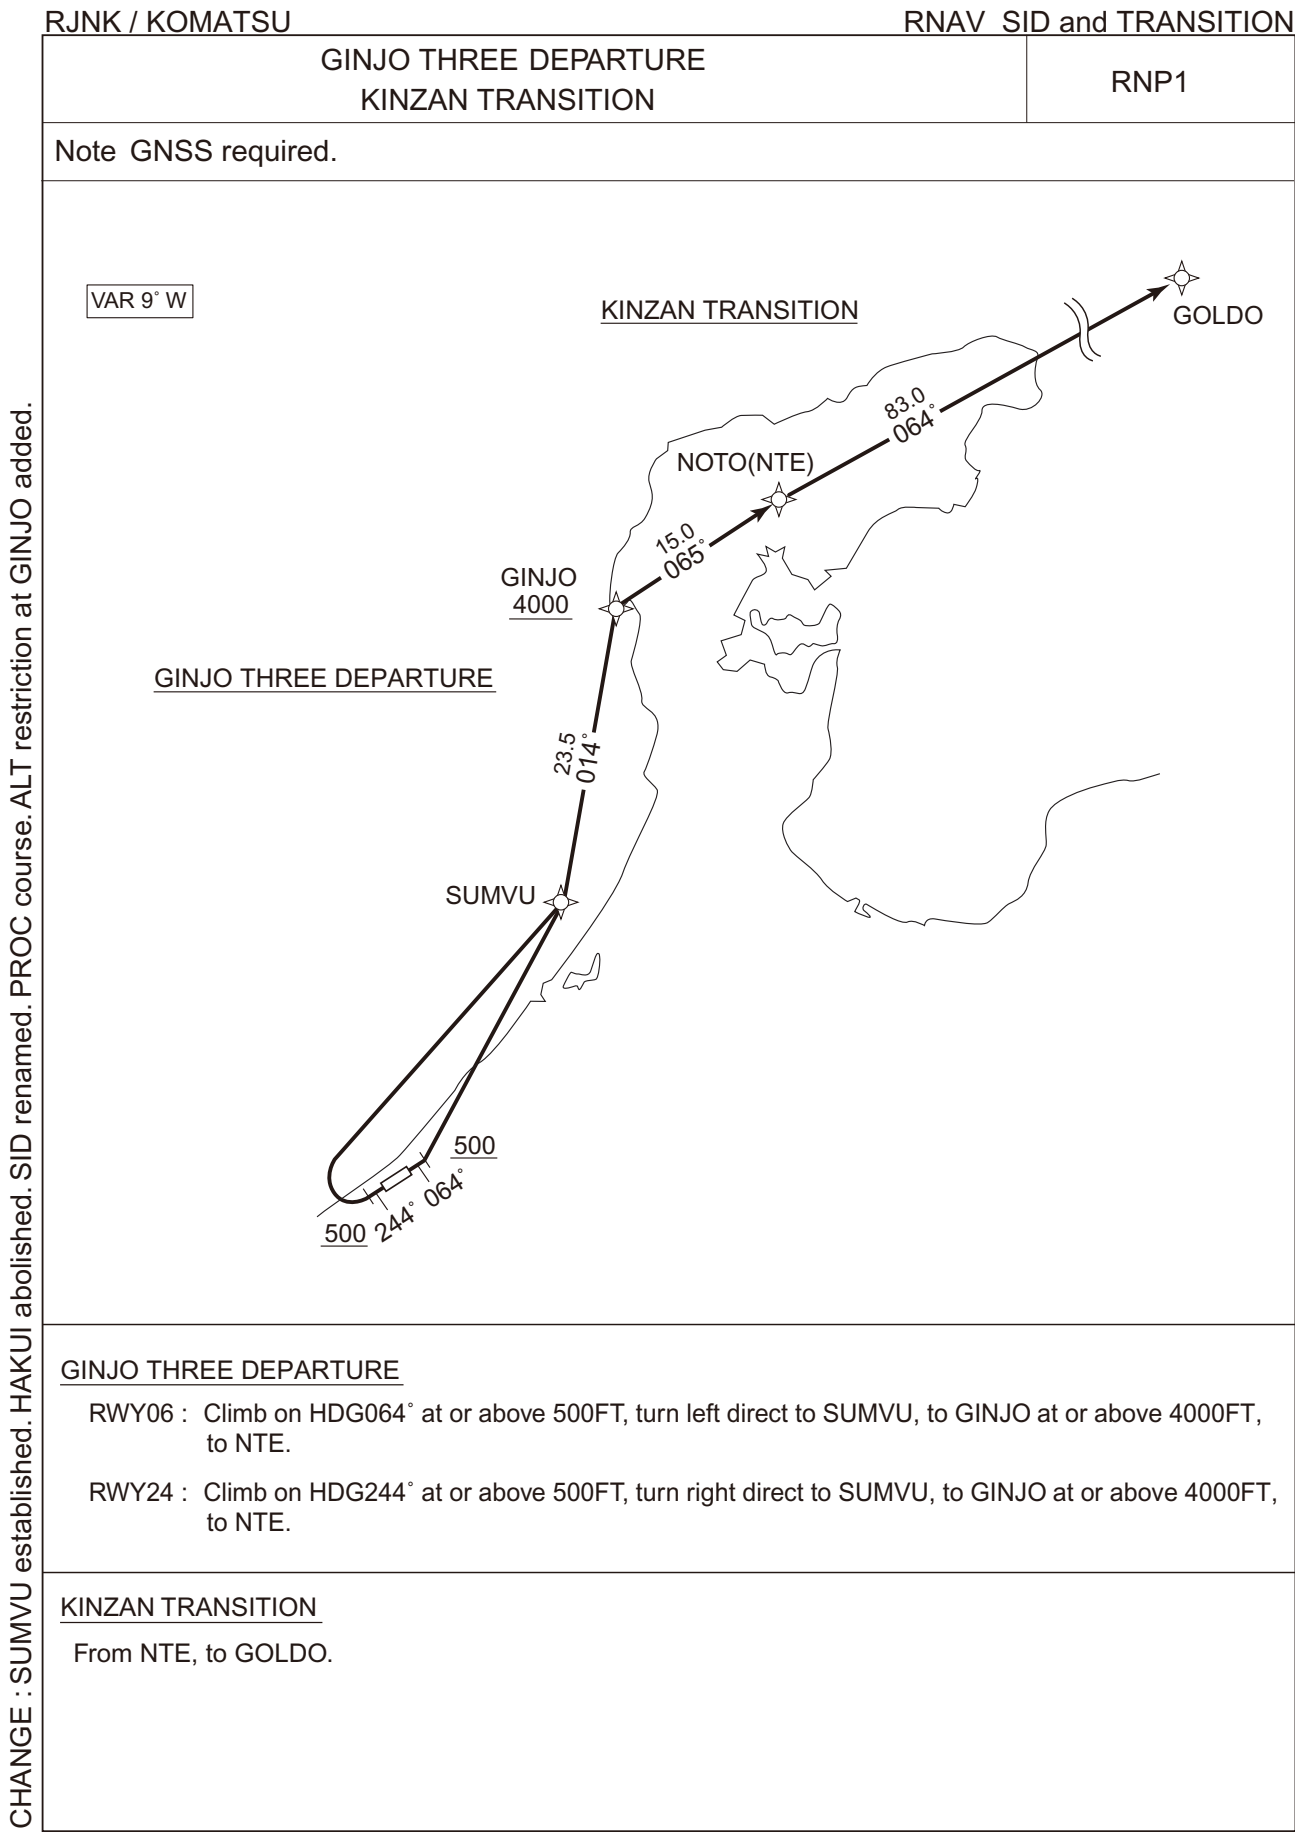 RJNK / KOMATSU
RNAV SID and TRANSITION
GINJO THREE DEPARTURE
KINZAN TRANSITION
RNP1
Note GNSS required.
VAR 9° W
KINZAN TRANSITION
GOLDO
83.0
064°
NOTO(NTE)
15.0
065°
GINJO
4000
GINJO THREE DEPARTURE
23.5
014°
SUMVU
500
064°
244°
500
GINJO THREE DEPARTURE
RWY06 : Climb on HDG064° at or above 500FT, turn left direct to SUMVU, to GINJO at or above 4000FT,
to NTE.
RWY24 : Climb on HDG244° at or above 500FT, turn right direct to SUMVU, to GINJO at or above 4000FT,
to NTE.
KINZAN TRANSITION
From NTE, to GOLDO.
CHANGE : SUMVU established. HAKUI abolished. SID renamed. PROC course. ALT restriction at GINJO added.